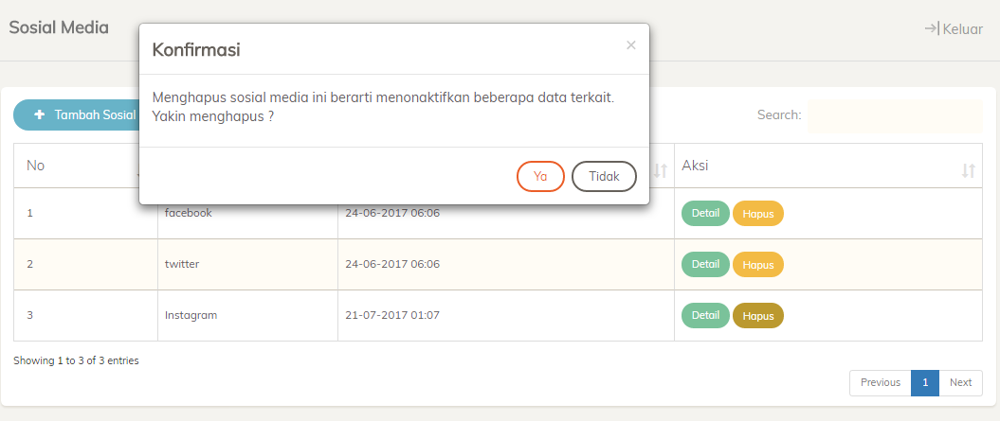 Sosial Media
Keluar
Konfirmasi
×
Menghapus sosial media ini berarti menonaktifkan beberapa data terkait.
Yakin menghapus ?
Ya Tidak
+ Tambah Sosial
Search:
No Aksi
1 facebook 24-06-2017 06:06 Detail Hapus
2 twitter 24-06-2017 06:06 Detail Hapus
3 Instagram 21-07-2017 01:07 Detail Hapus
Showing 1 to 3 of 3 entries
Previous 1 Next